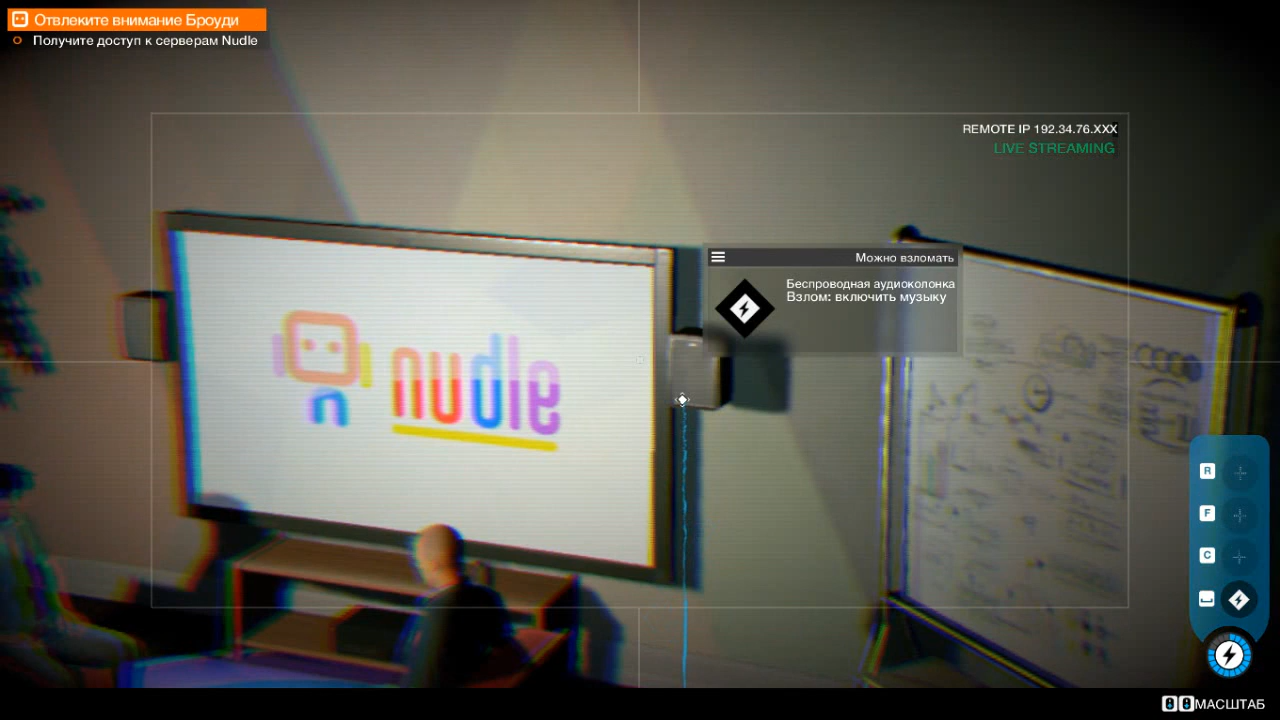 Отвлеките внимание Броуди
Получите доступ к серверам Nudle
REMOTE IP 192.34.76.XXX
LIVE STREAMING
Можно взломать
Беспроводная аудиоколонка
Взлом: включить музыку
nudle
R
F
C
МАСШТАБ